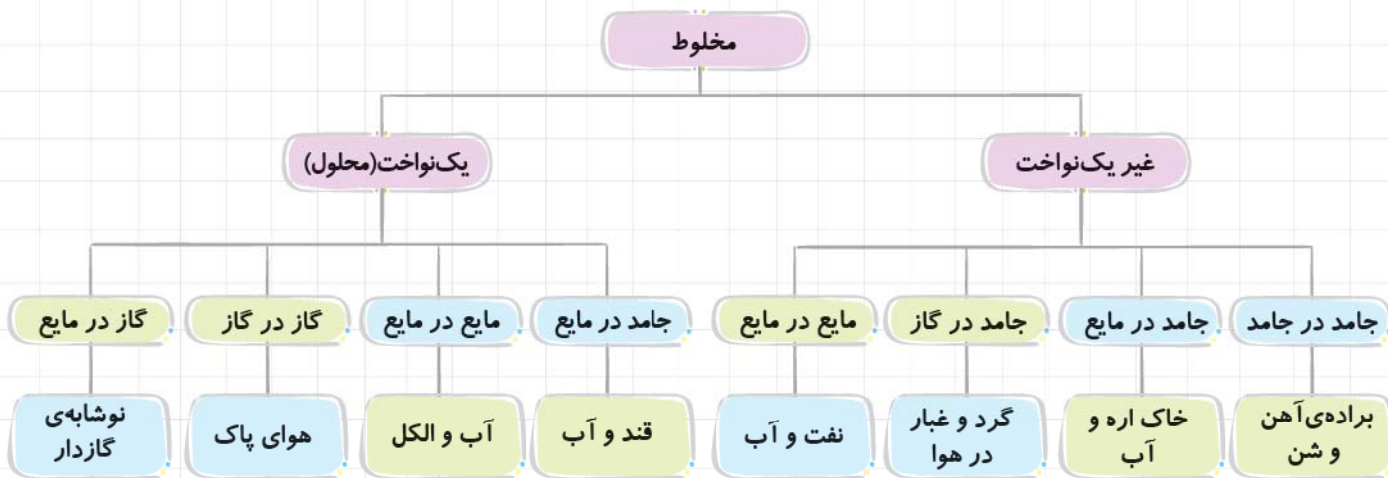 مخلوط
غیر یک‌نواخت
یک‌نواخت(محلول)
جامد در جامد
جامد در مایع
جامد در گاز
مایع در مایع
جامد در مایع
مایع در مایع
گاز در گاز
گاز در مایع
براده‌ی‌آهن
و شن
خاک اره و
آب
گرد و غبار
در هوا
نفت و آب
قند و آب
آب و الکل
هوای پاک
نوشابه‌ی
گازدار